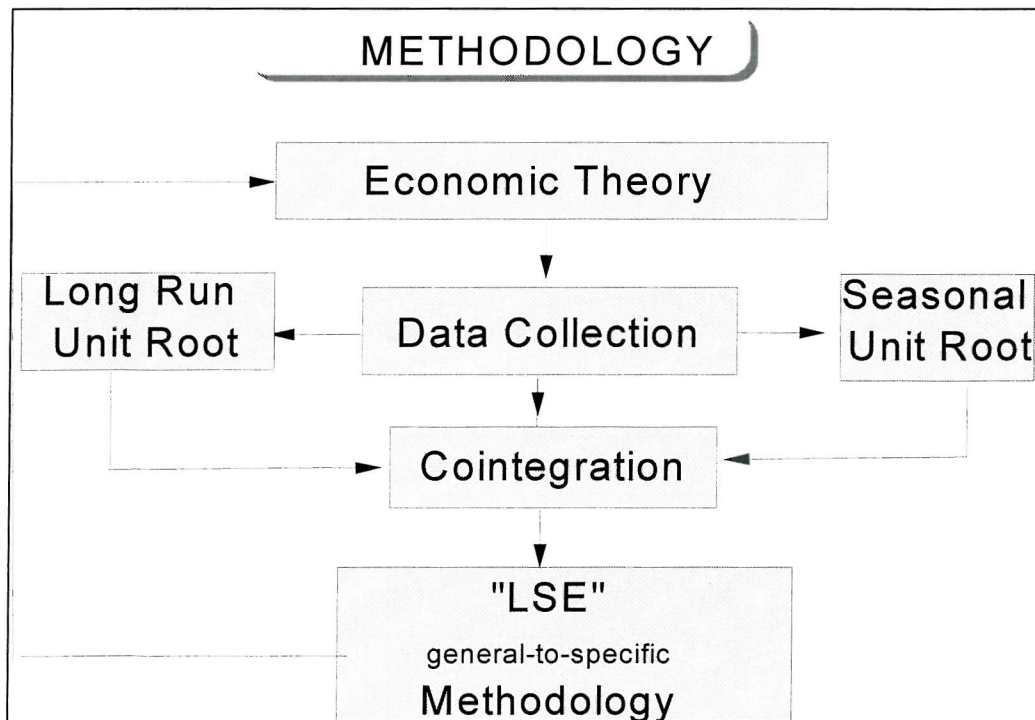 METHODOLOGY
Economic Theory
Long Run
Unit Root
Data Collection
Seasonal
Unit Root
Cointegration
"LSE"
general-to-specific
Methodology